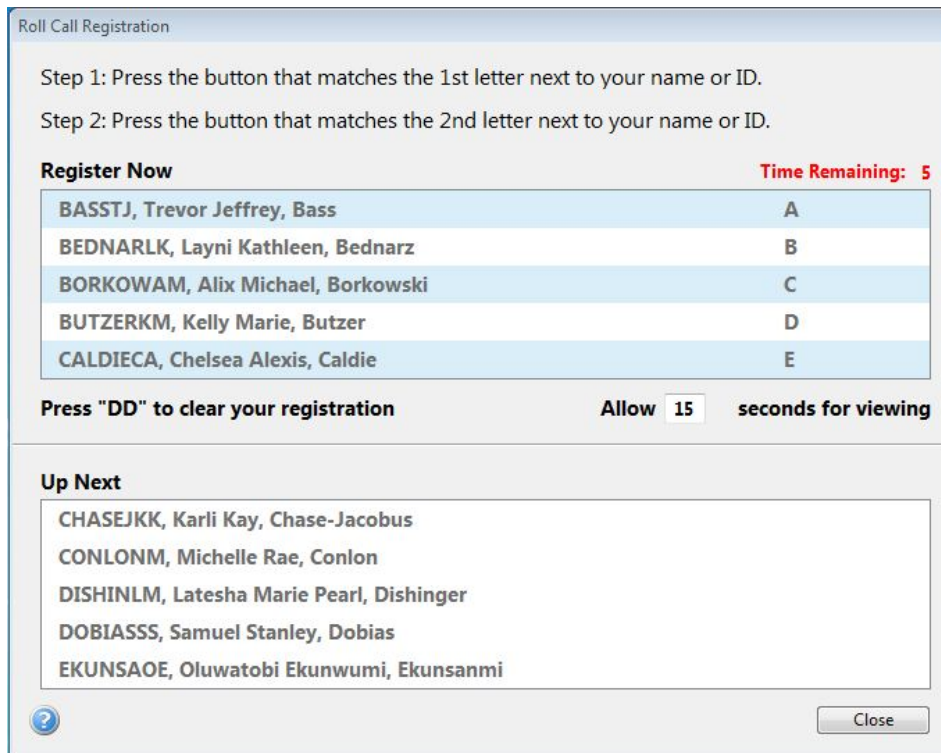 Roll Call Registration
Step 1: Press the button that matches the 1st letter next to your name or ID.
Step 2: Press the button that matches the 2nd letter next to your name or ID.
Register Now Time Remaining: 5
BASSTJ, Trevor Jeffrey, Bass A
BEDNARLK, Layni Kathleen, Bednarz B
BORKOWAM, Alix Michael, Borkowski C
BUTZERKM, Kelly Marie, Butzer D
CALDIECA, Chelsea Alexis, Caldie E
Press "DD" to clear your registration Allow 15 seconds for viewing
Up Next
CHASEJKK, Karli Kay, Chase-Jacobus
CONLONM, Michelle Rae, Conlon
DISHINLM, Latesha Marie Pearl, Dishinger
DOBIASSS, Samuel Stanley, Dobias
EKUNSAOE, Oluwatobi Ekunwumi, Ekunsanmi
? Close